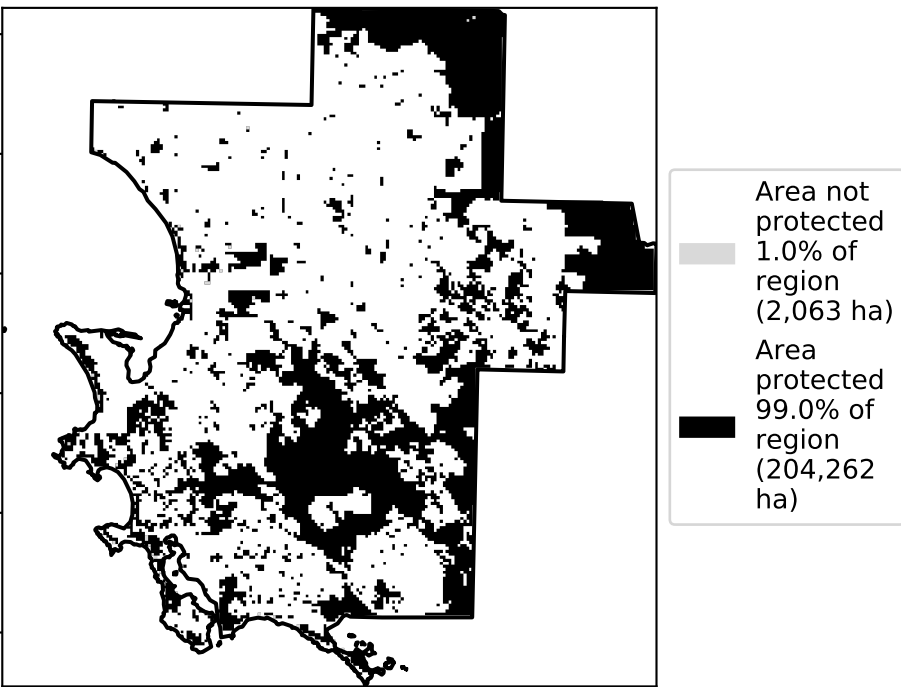 Area not
protected
1.0% of
region
(2,063 ha)
Area
protected
99.0% of
region
(204,262
ha)